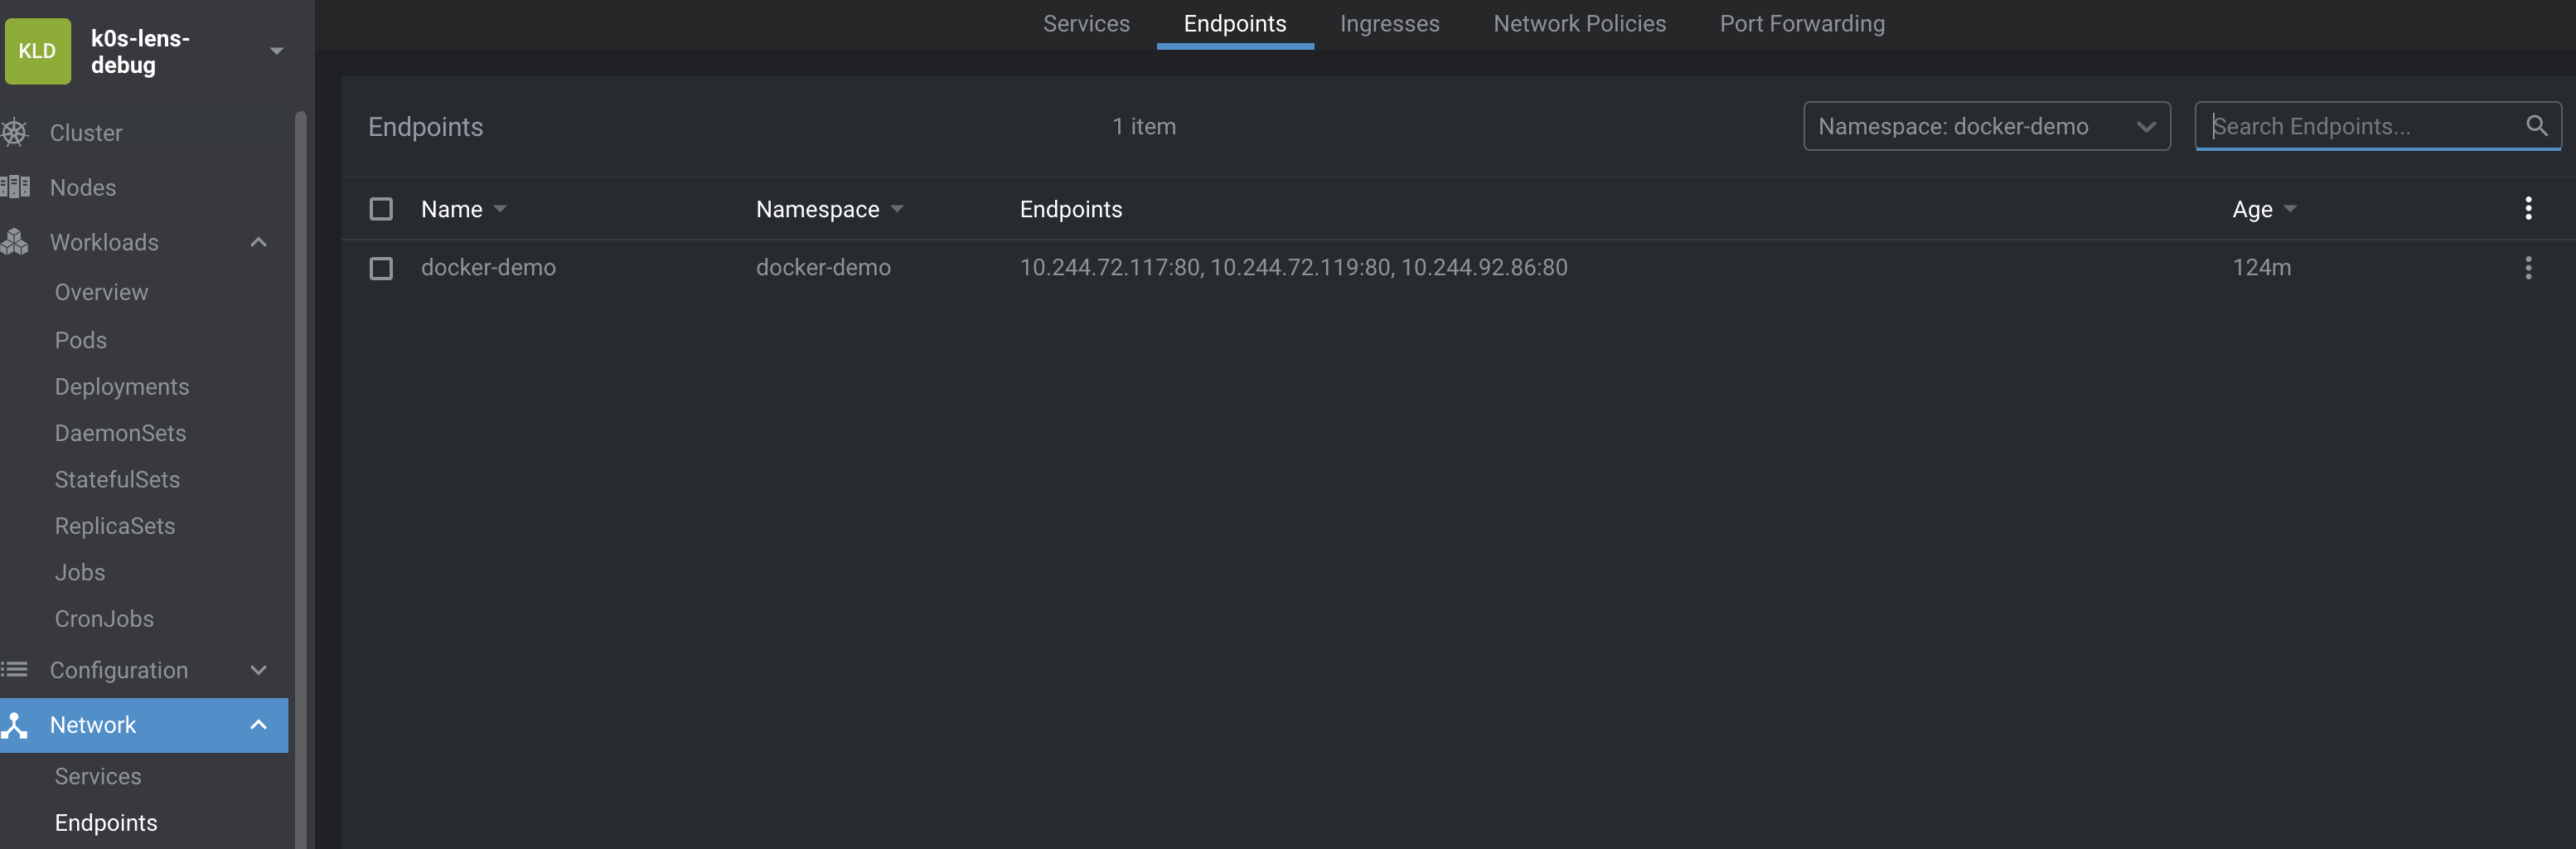 KLD
k0s-lens-
debug
Cluster
Nodes
Workloads
Overview
Pods
Deployments
DaemonSets
StatefulSets
ReplicaSets
Jobs
CronJobs
Configuration
Network
Services
Endpoints
Services Endpoints Ingresses Network Policies Port Forwarding
Endpoints 1 item Namespace: docker-demo Search Endpoints...
Name Namespace Endpoints Age
docker-demo docker-demo 10.244.72.117:80, 10.244.72.119:80, 10.244.92.86:80 124m